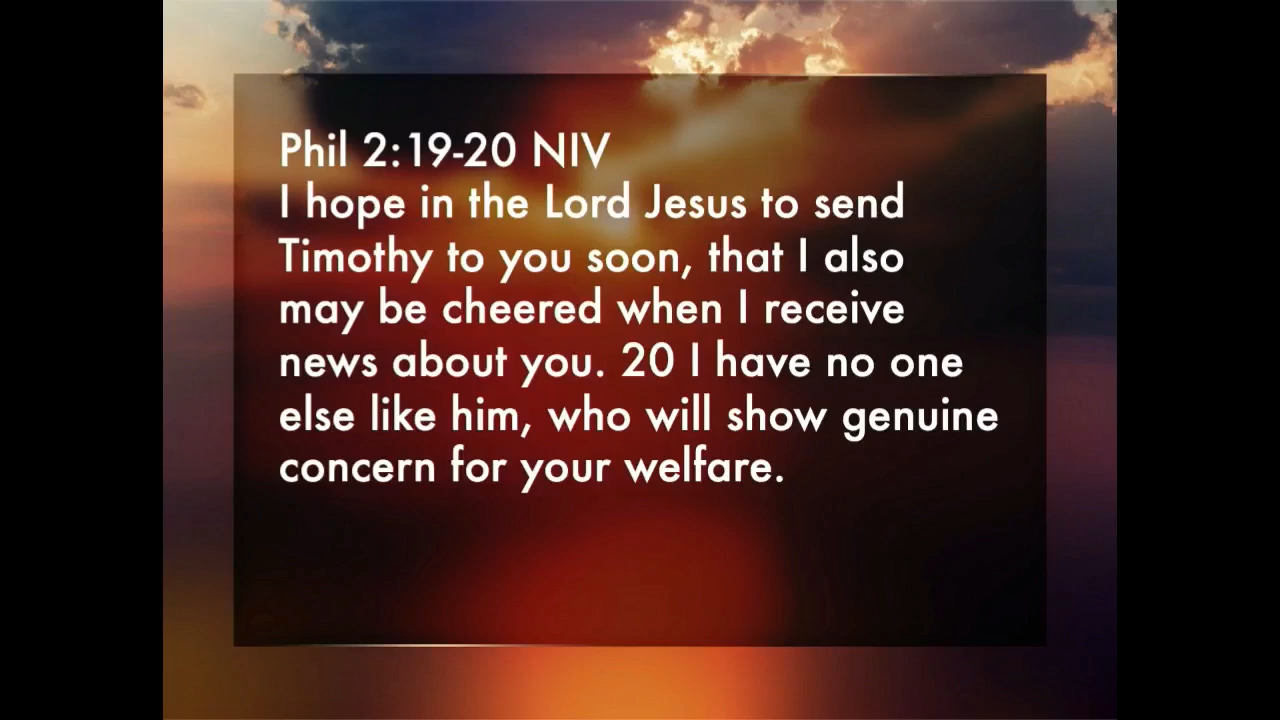 Phil 2:19-20 NIV
I hope in the Lord Jesus to send
Timothy to you soon, that I also
may be cheered when I receive
news about you. 20 I have no one
else like him, who will show genuine
concern for your welfare.